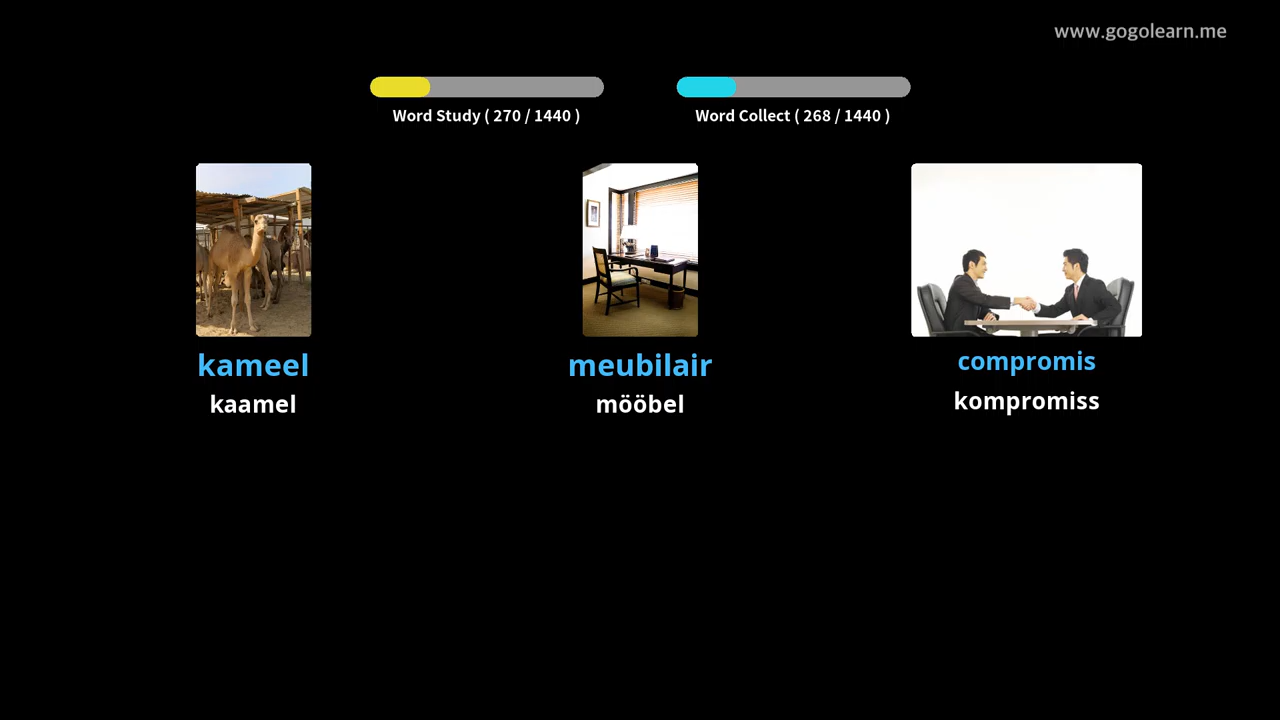 www.gogolearn.me
Word Study ( 270 / 1440 )
Word Collect ( 268 / 1440 )
kameel
meubilair
compromis
kaamel
mööbel
kompromiss